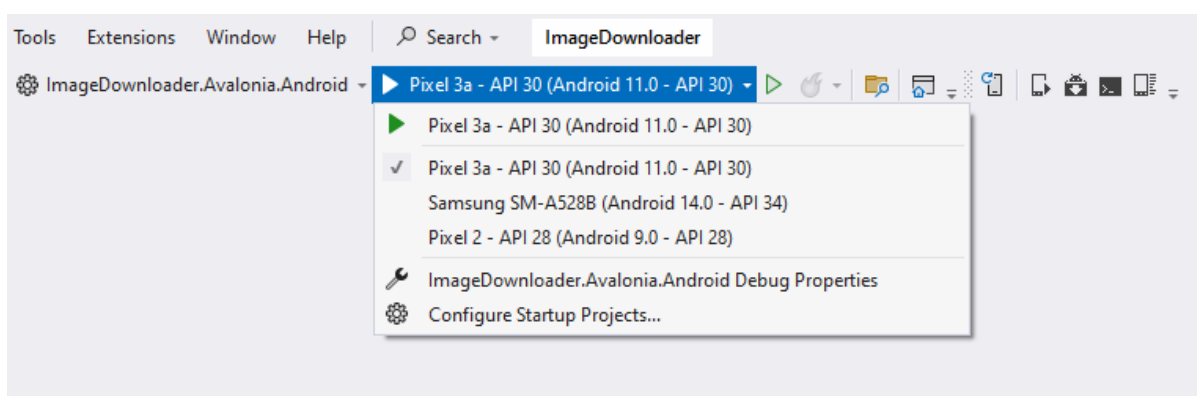 Tools Extensions Window Help Search ImageDownloader
ImageDownloader.Avalonia.Android Pixel 3a - API 30 (Android 11.0 - API 30)
Pixel 3a - API 30 (Android 11.0 - API 30)
Pixel 3a - API 30 (Android 11.0 - API 30)
Samsung SM-A528B (Android 14.0 - API 34)
Pixel 2 - API 28 (Android 9.0 - API 28)
ImageDownloader.Avalonia.Android Debug Properties
Configure Startup Projects...